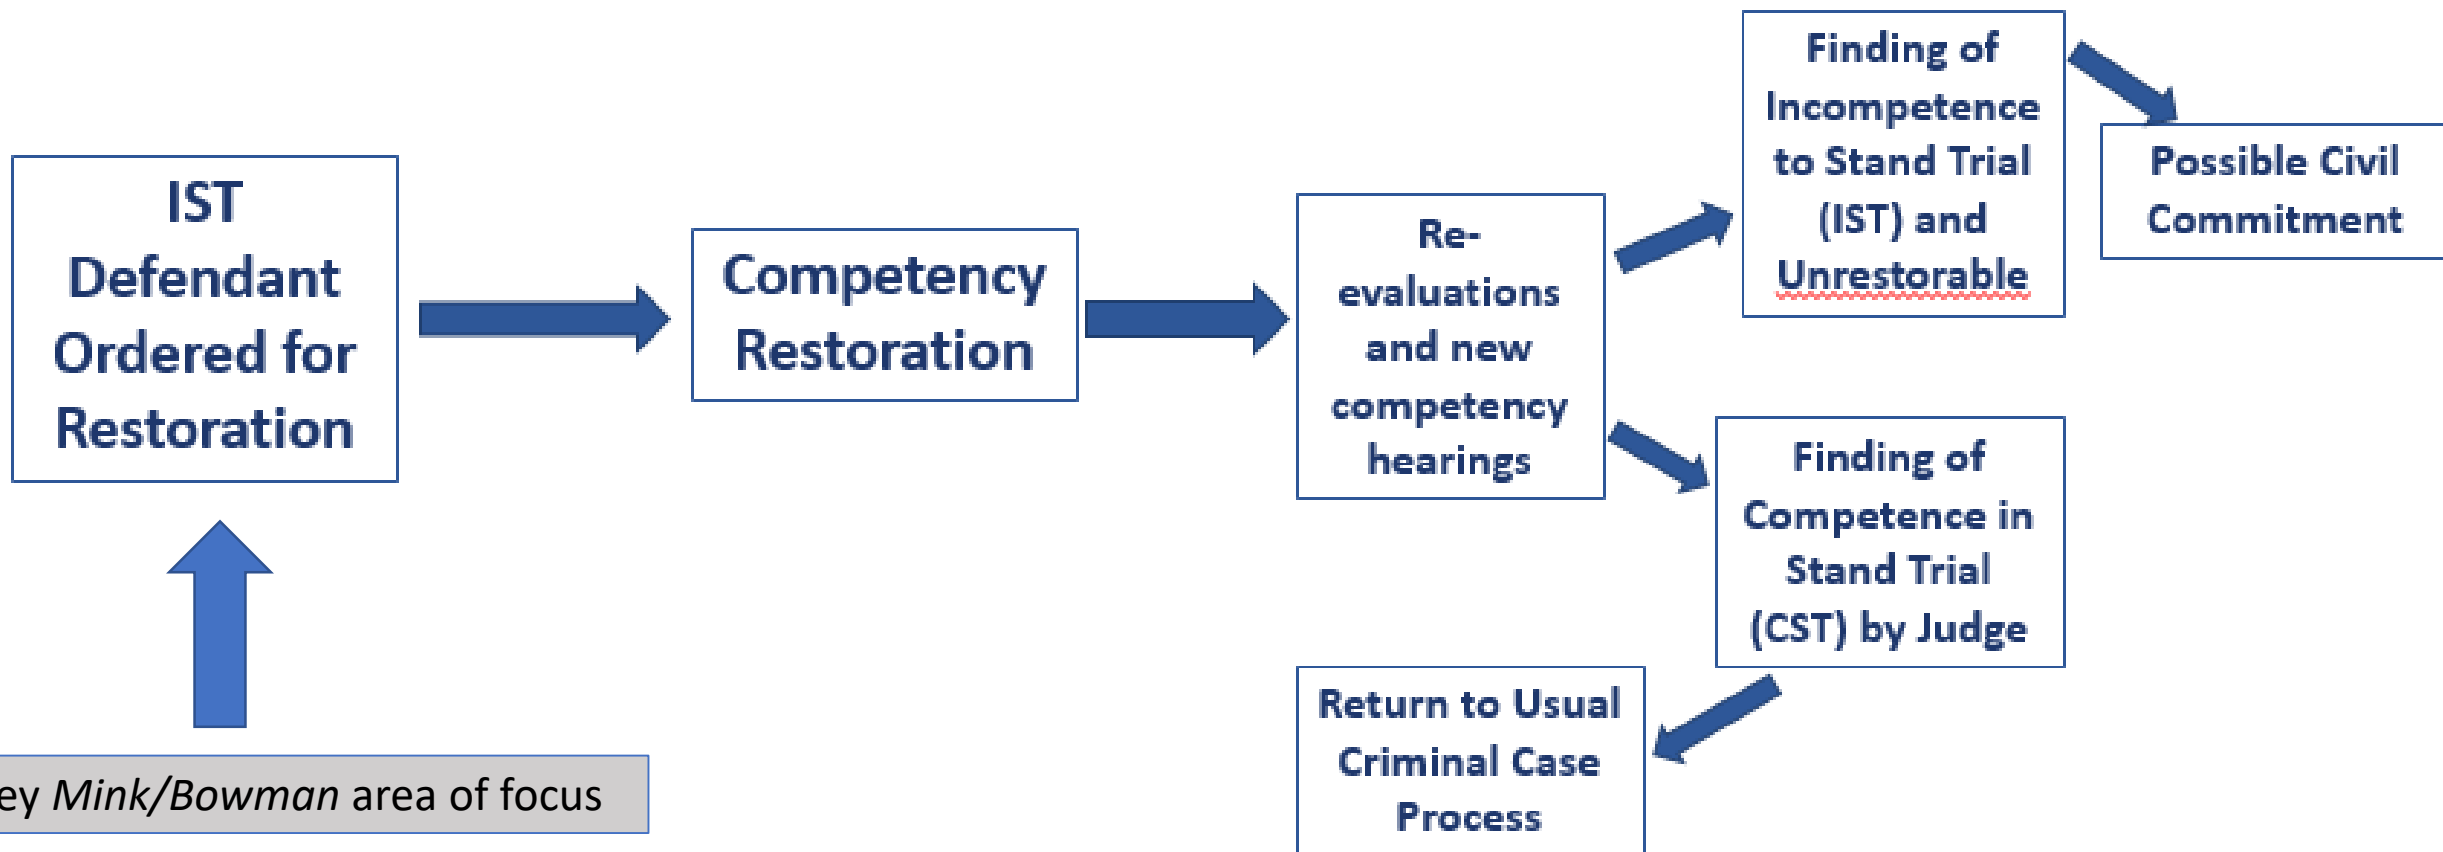 IST
Defendant
Ordered for
Restoration
Competency
Restoration
Re-
evaluations
and new
competency
hearings
Finding of
Incompetence
to Stand Trial
(IST) and
Unrestorable
Possible Civil
Commitment
Finding of
Competence in
Stand Trial
(CST) by Judge
Return to Usual
Criminal Case
Process
ey Mink/Bowman area of focus